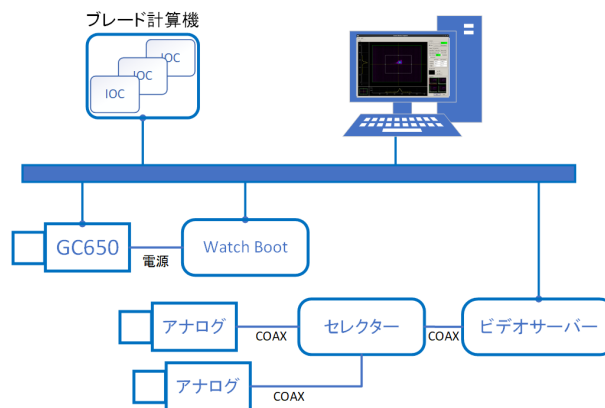 ブレード計算機
IOC
IOC
IOC
GC650
電源
Watch Boot
アナログ
COAX
セレクター
COAX
ビデオサーバー
アナログ
COAX